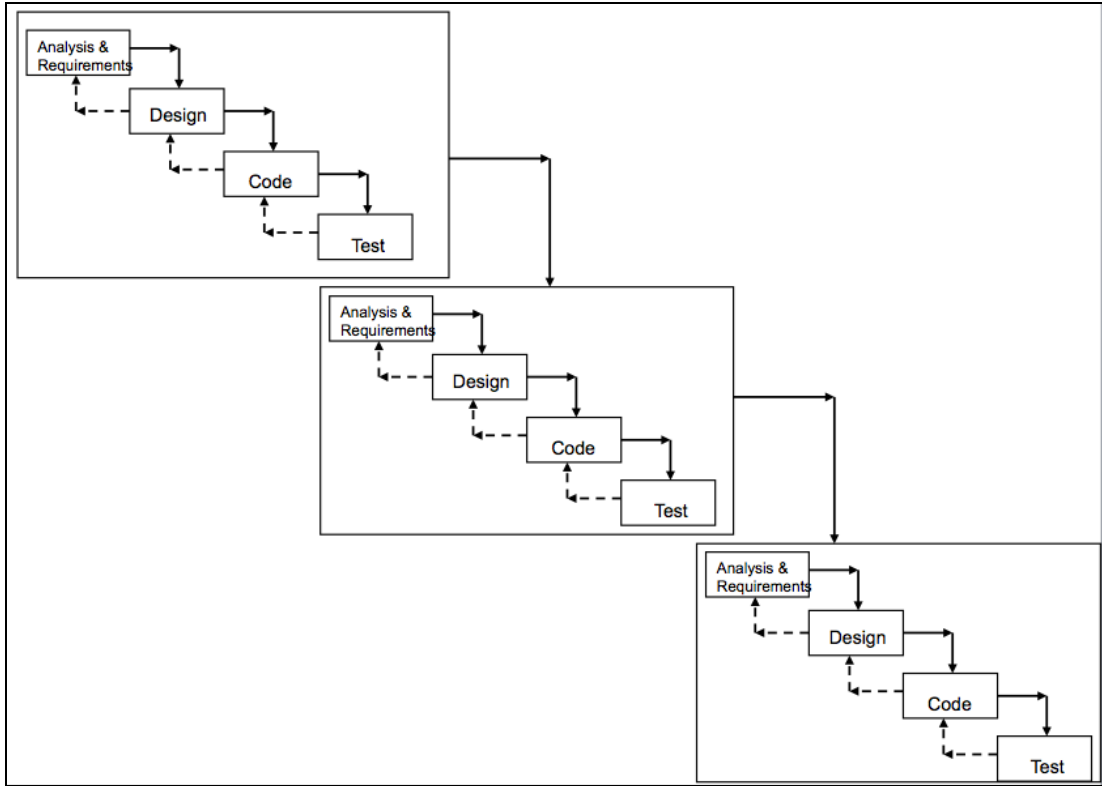 Analysis &
Requirements
Design
Code
Test
Analysis &
Requirements
Design
Code
Test
Analysis &
Requirements
Design
Code
Test